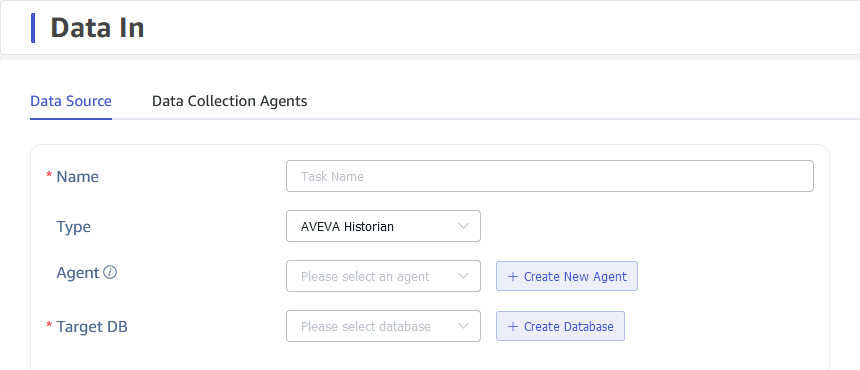 Data In
Data Source Data Collection Agents
* Name Task Name
Type AVEVA Historian
Agent Please select an agent + Create New Agent
* Target DB Please select database + Create Database